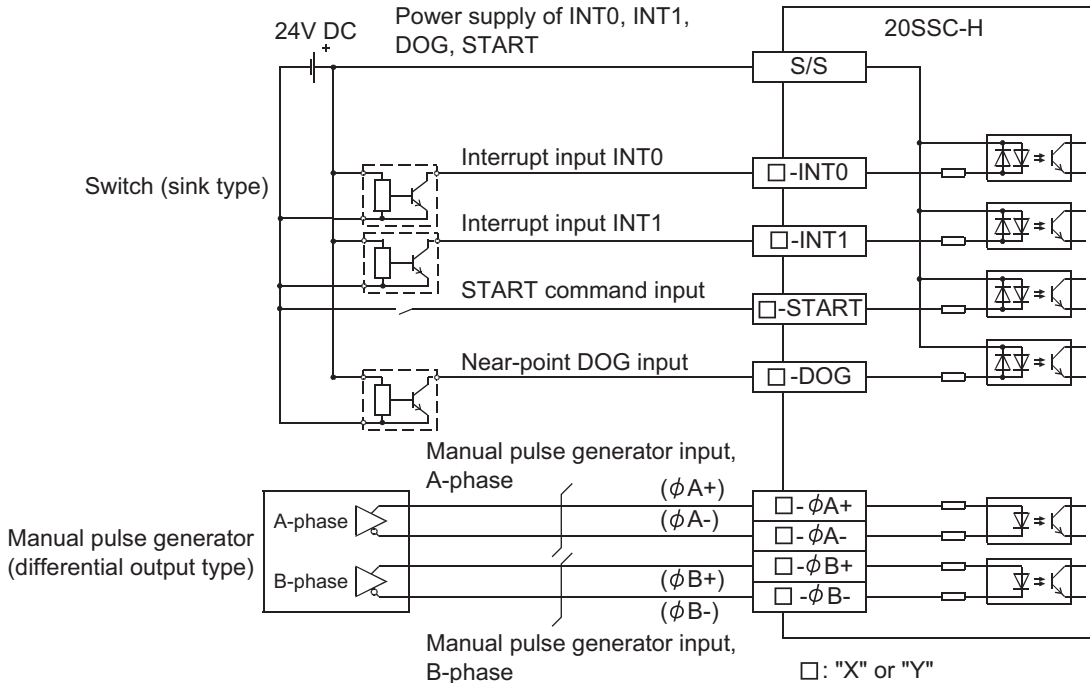 24V DC
+
Power supply of INT0, INT1,
DOG, START
20SSC-H
S/S
Switch (sink type)
Interrupt input INT0
□-INT0
Interrupt input INT1
□-INT1
START command input
□-START
Near-point DOG input
□-DOG
Manual pulse generator input,
A-phase
Manual pulse generator
(differential output type)
A-phase
(ϕA+)
□-ϕA+
(ϕA-)
□-ϕA-
B-phase
(ϕB+)
□-ϕB+
(ϕB-)
□-ϕB-
Manual pulse generator input,
B-phase
□: "X" or "Y"